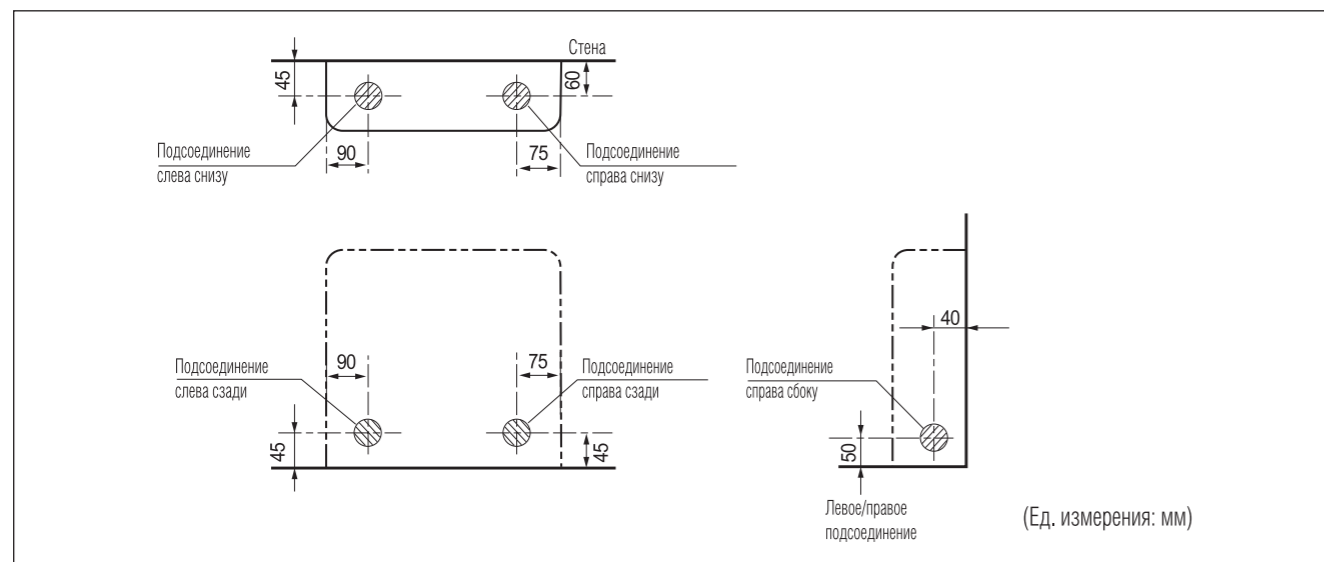 Стена
45
60
Подсоединение
слева снизу
90
75
Подсоединение
справа снизу
Подсоединение
слева сзади
90
75
Подсоединение
справа сзади
45
45
40
Подсоединение
справа сбоку
50
Левое/правое
подсоединение
(Ед. измерения: мм)